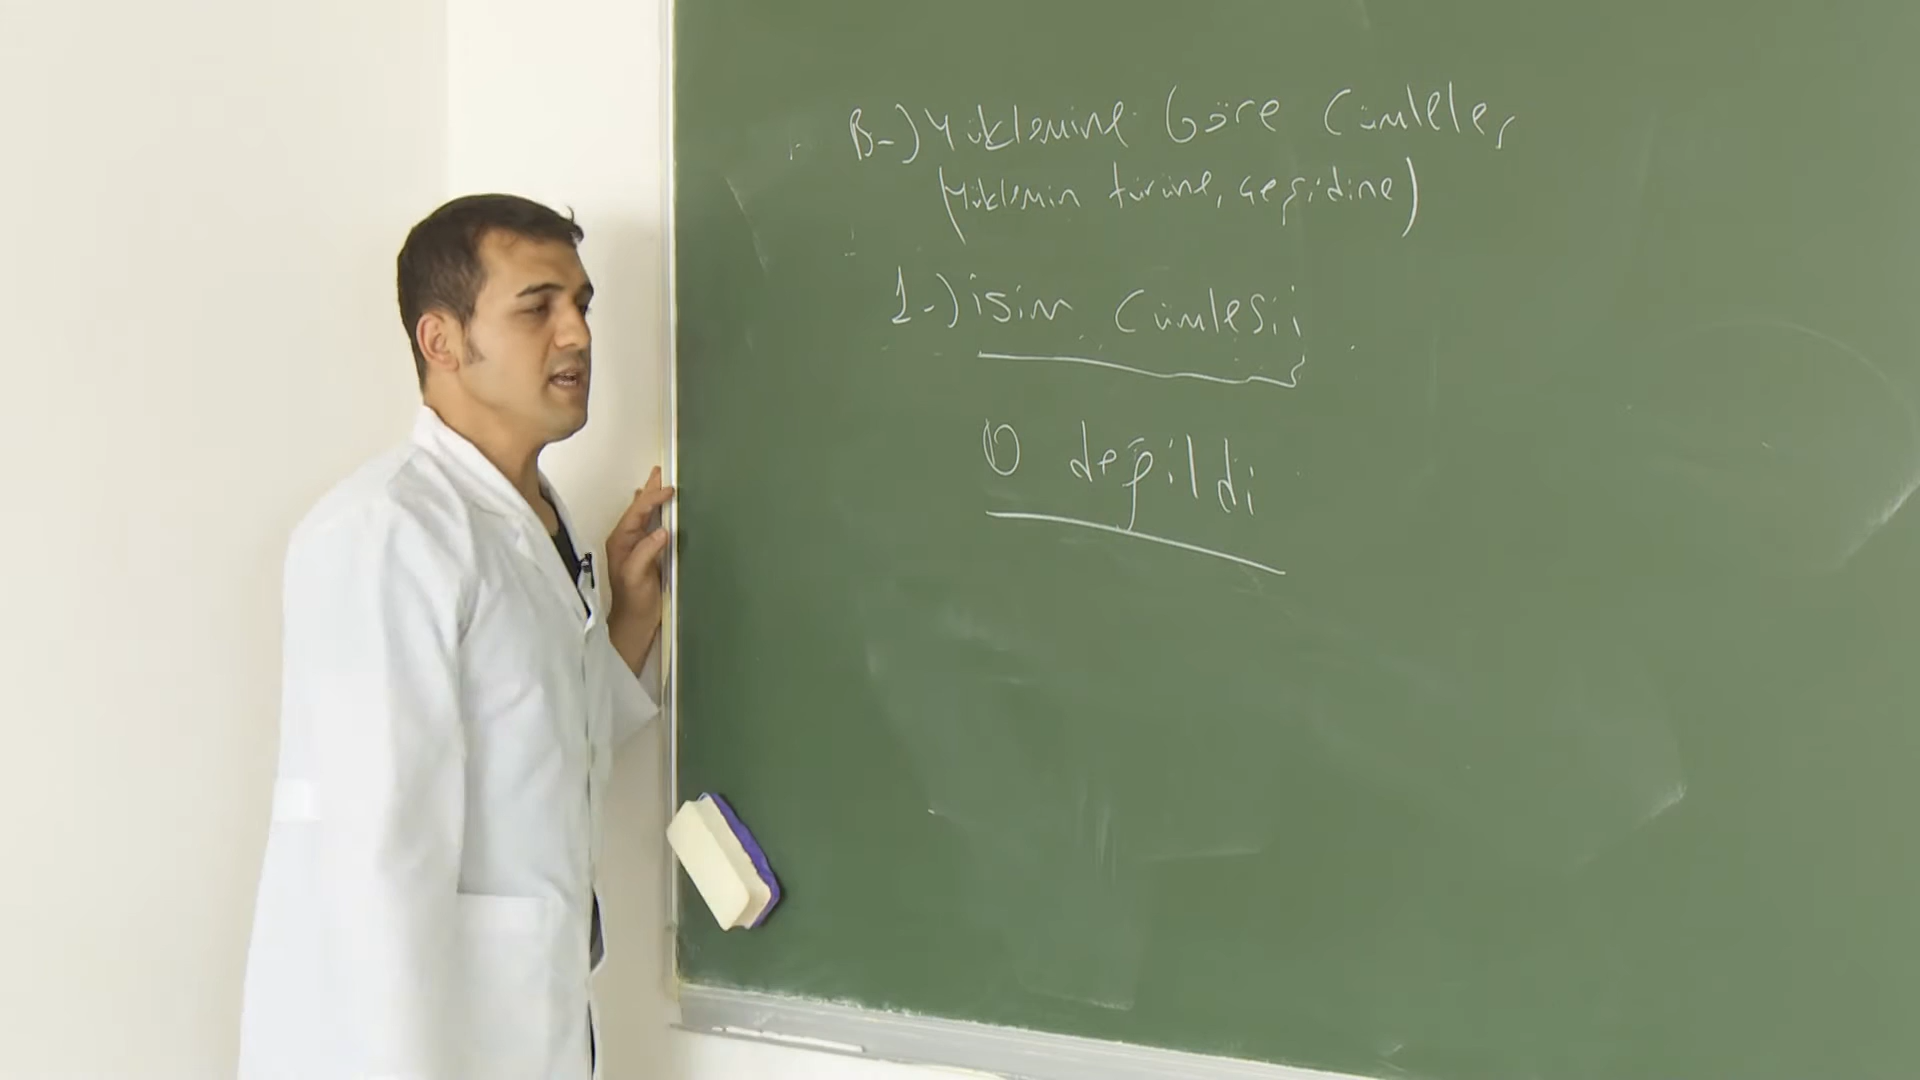 B-) Yüklemine Göre Cümleler
(Yüklemin türüne, çeşidine)
1-) isim Cümlesi
O değildi